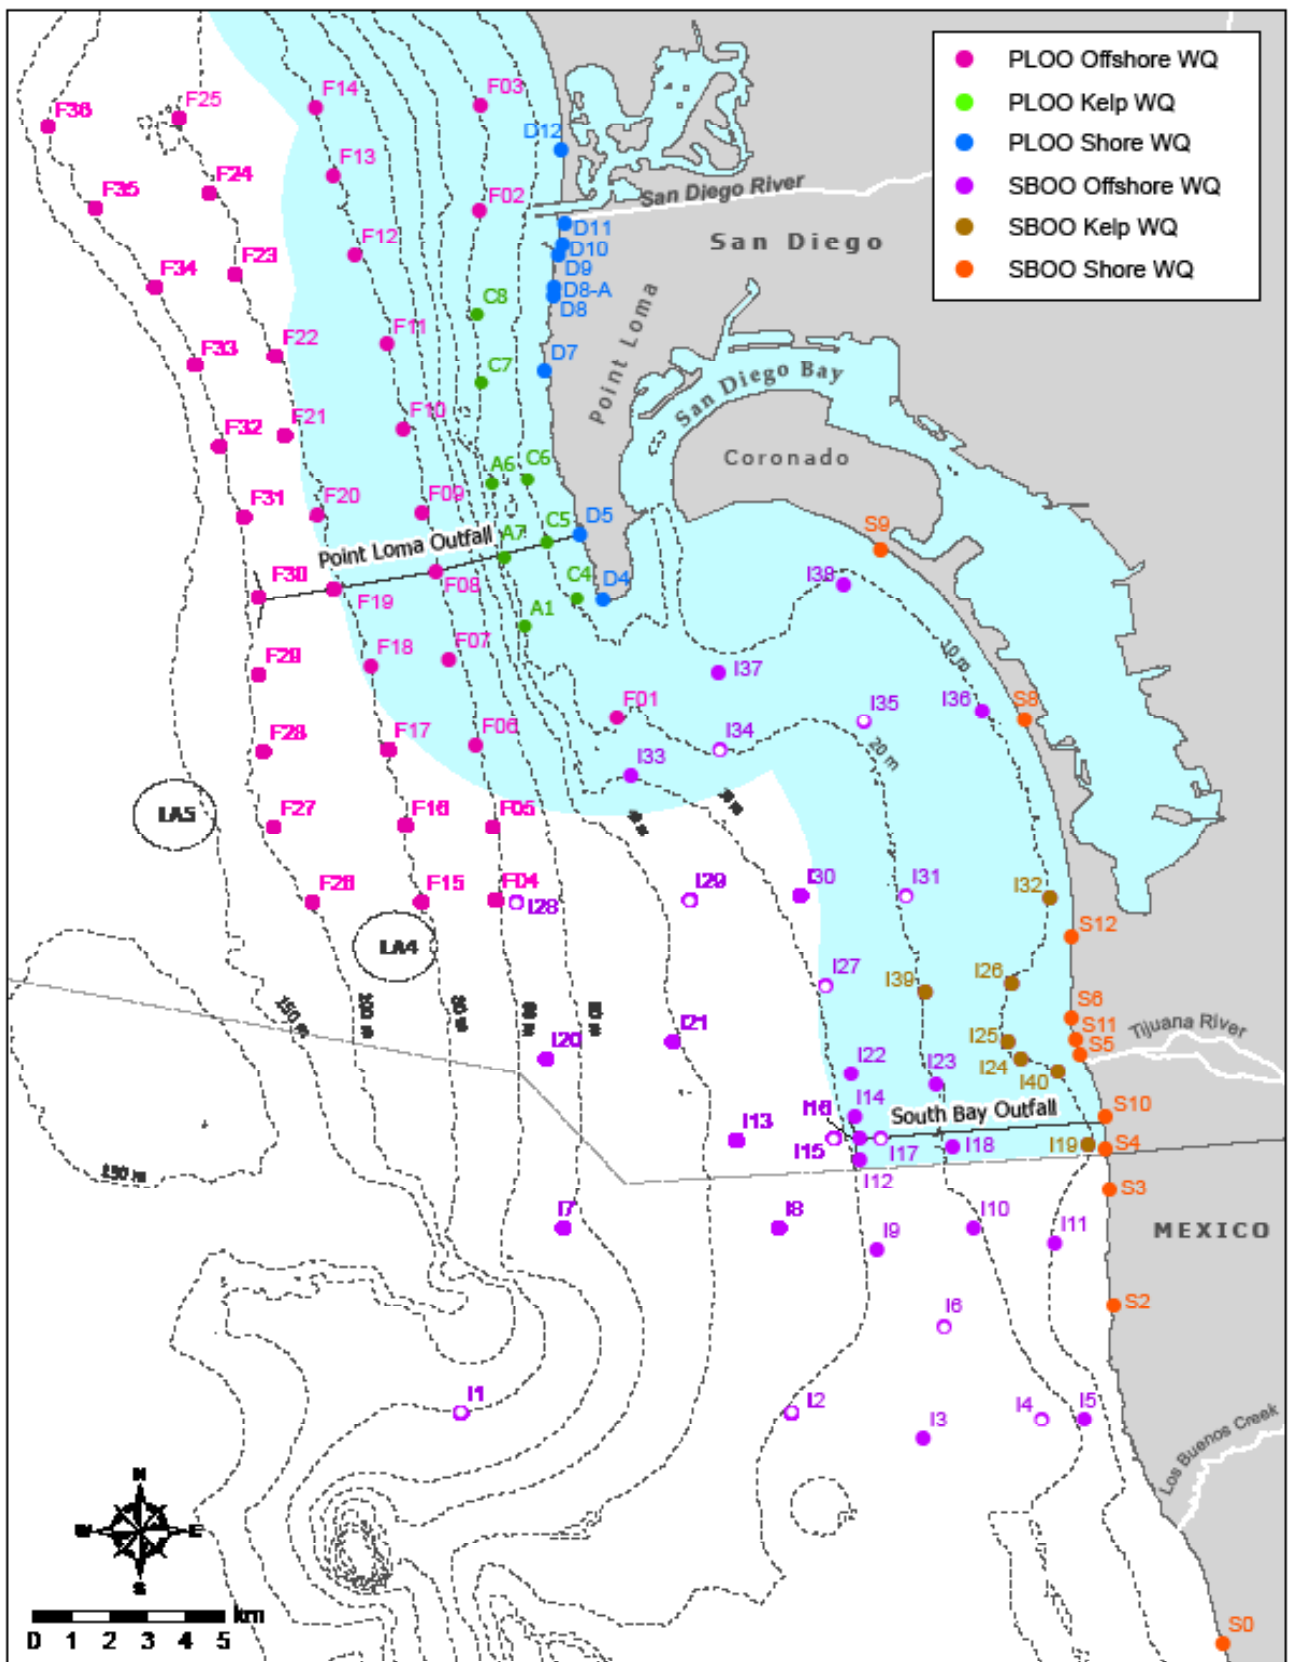 PLOO Offshore WQ
PLOO Kelp WQ
PLOO Shore WQ
SBOO Offshore WQ
SBOO Kelp WQ
SBOO Shore WQ
F36
F25
F14
F03
D12
F13
F24
F35
F02
San Diego River
D11
D10
San Diego
F12
D9
F34
F23
D8-A
D8
C8
Point Loma
F33
F22
F11
D7
C7
San Diego Bay
F32
F21
F10
Coronado
A6
C6
F31
F20
F09
D5
C5
A7
S9
Point Loma Outfall
F30
F19
F08
C4
D4
I38
A1
F29
F18
F07
I37
10 m
F01
I35
I36
S8
F28
F17
F06
I34
I33
20 m
LA5
F27
F16
F05
F26
F15
F04
I28
I29
I30
I31
I32
S12
LA4
I27
I39
I26
150 m
100 m
S6
S11
S5
Tijuana River
I20
I21
I25
I24
I40
I22
I23
I14
I16
South Bay Outfall
S10
I13
I15
I17
I18
I19
S4
150 m
I12
S3
I7
I8
I9
I10
I11
MEXICO
S2
I6
I1
I2
I3
I4
I5
Los Buenos Creek
N
W
E
S
km
0 1 2 3 4 5
S0